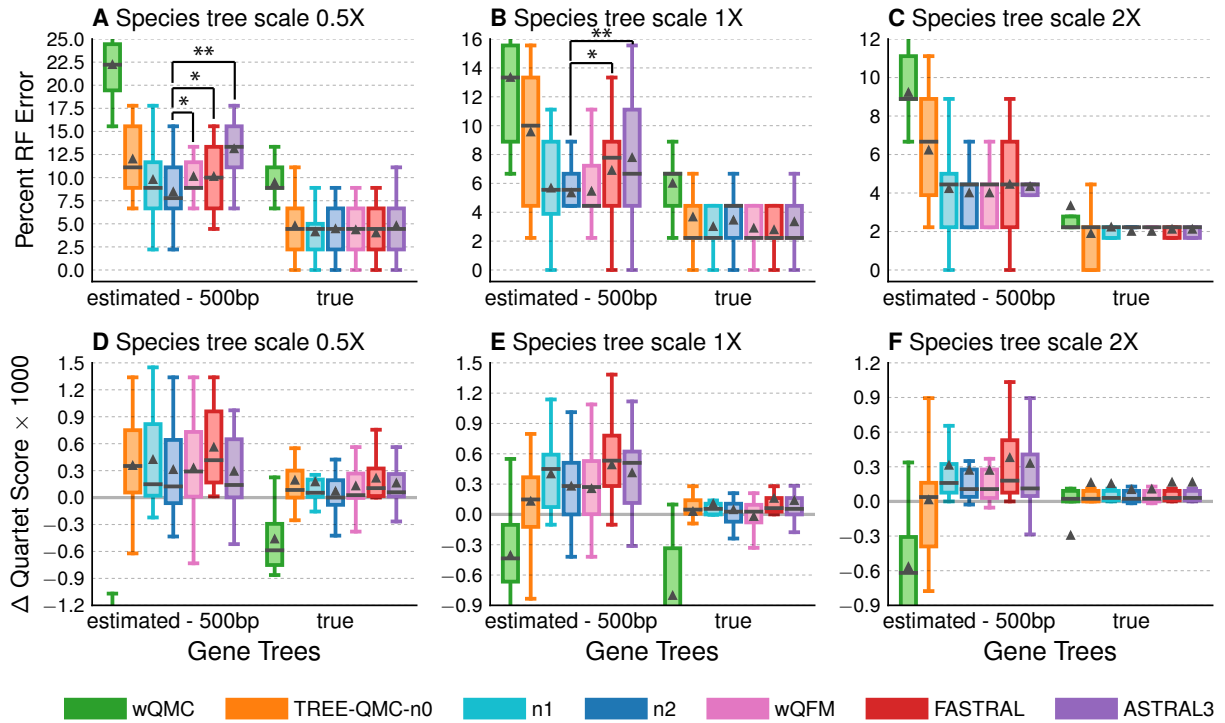 A Species tree scale 0.5X
B Species tree scale 1X
C Species tree scale 2X
Percent RF Error
25.0
22.5
20.0
17.5
15.0
12.5
10.0
7.5
5.0
2.5
0.0
**
*
*
estimated - 500bp
true
16
14
12
10
8
6
4
2
0
**
*
estimated - 500bp
true
12
10
8
6
4
2
0
estimated - 500bp
true
D Species tree scale 0.5X
E Species tree scale 1X
F Species tree scale 2X
Δ Quartet Score × 1000
1.5
1.2
0.9
0.6
0.3
0.0
−0.3
−0.6
−0.9
−1.2
estimated - 500bp
true
Gene Trees
1.5
1.2
0.9
0.6
0.3
0.0
−0.3
−0.6
−0.9
estimated - 500bp
true
Gene Trees
1.2
0.9
0.6
0.3
0.0
−0.3
−0.6
−0.9
estimated - 500bp
true
Gene Trees
wQMC
TREE-QMC-n0
n1
n2
wQFM
FASTRAL
ASTRAL3